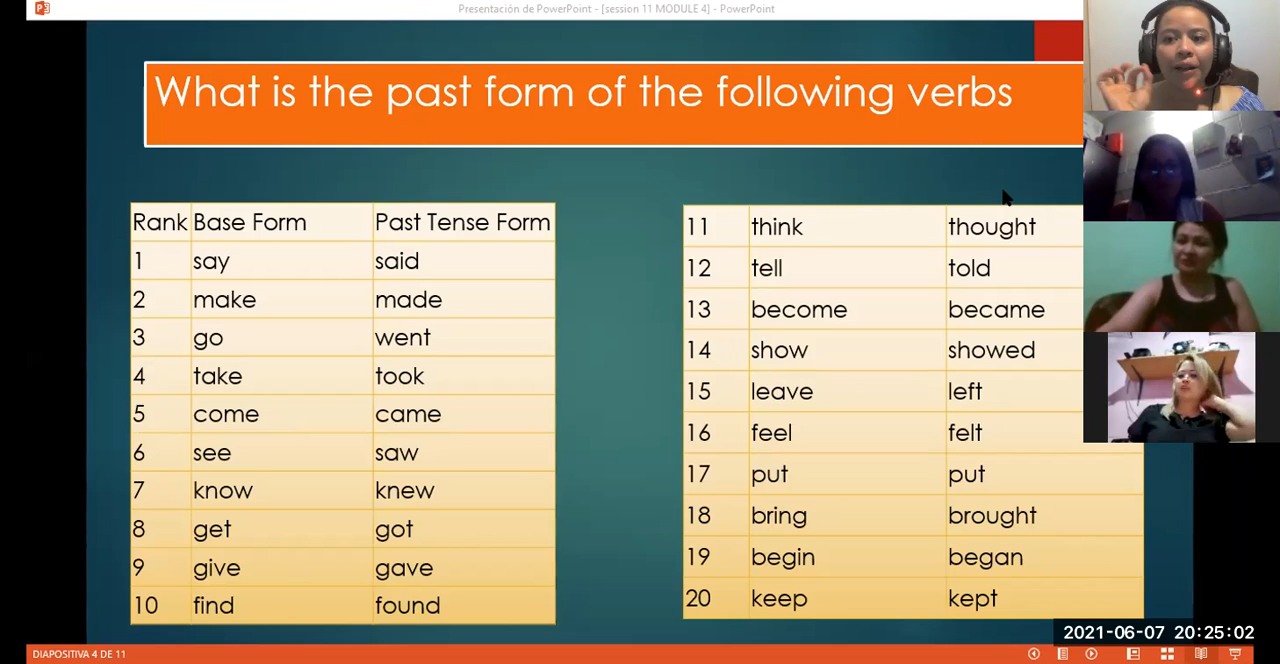 Presentación de PowerPoint - [session 11 MODULE 4] - PowerPoint
What is the past form of the following verbs
Rank Base Form Past Tense Form
1 say said
2 make made
3 go went
4 take took
5 come came
6 see saw
7 know knew
8 get got
9 give gave
10 find found
11 think thought
12 tell told
13 become became
14 show showed
15 leave left
16 feel felt
17 put put
18 bring brought
19 begin began
20 keep kept
2021-06-07 20:25:02
DIAPOSITIVA 4 DE 11